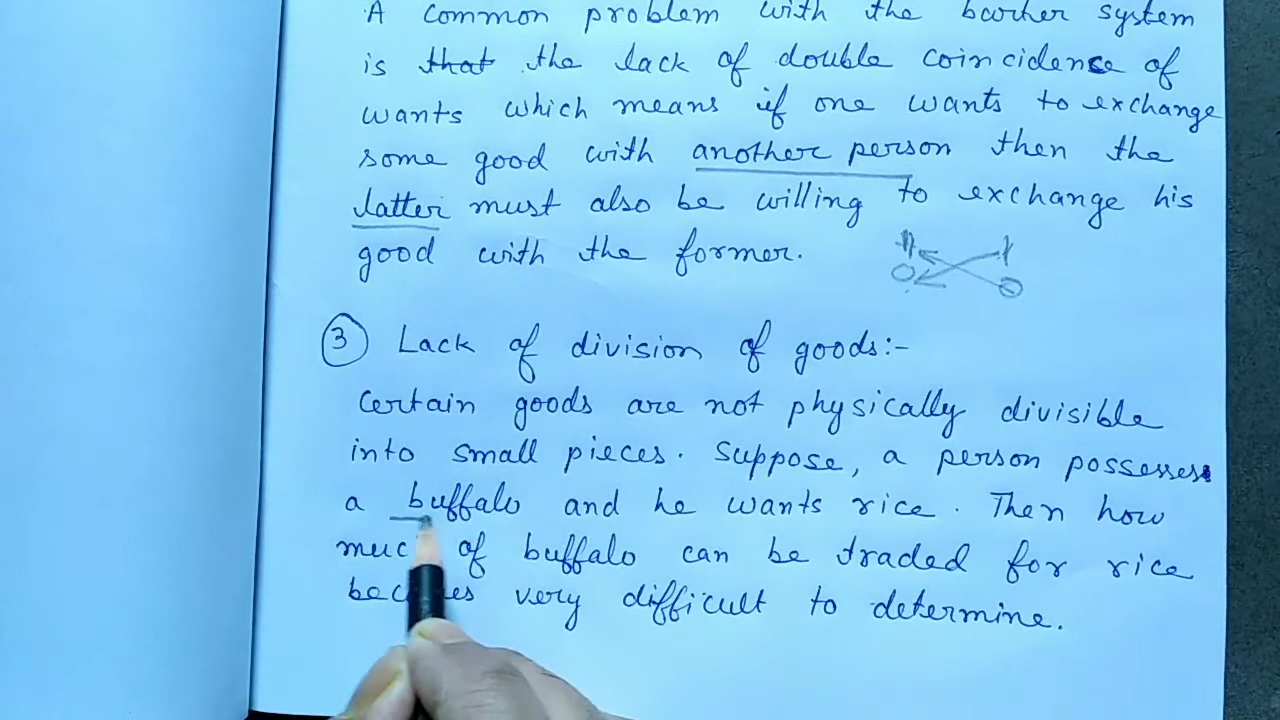 A common problem with the barter system
is that the lack of double coincidence of
wants which means if one wants to exchange
some good with another person then the
latter must also be willing to exchange his
good with the former.
3 Lack of division of goods:-
Certain goods are not physically divisible
into small pieces. Suppose, a person possesses
a buffalo and he wants rice. Then how
of buffalo can be traded for rice
very difficult to determine.